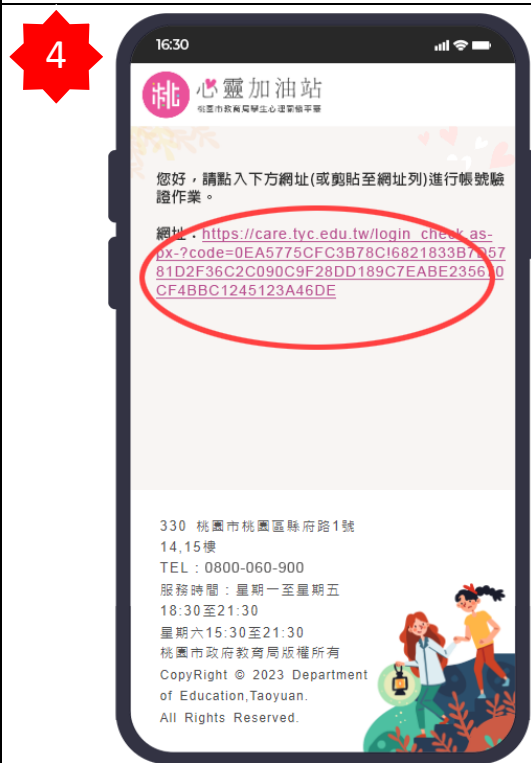 4
16:30
桃
心靈加油站
桃園市教育局學生心理宣導平臺
您好，請點入下方網址(或剪貼至網址列)進行帳號驗
證作業。
網址：https://care.tyc.edu.tw/login_check.as-
px-?code=0EA5775CFC3B78C!6821833B7D57
81D2F36C2C090C9F28DD189C7EABE2356
CF4BBC1245123A46DE
330 桃園市桃園區縣府路1號
14,15樓
TEL：0800-060-900
服務時間：星期一至星期五
18:30至21:30
星期六15:30至21:30
桃園市政府教育局版權所有
CopyRight © 2023 Department
of Education,Taoyuan.
All Rights Reserved.